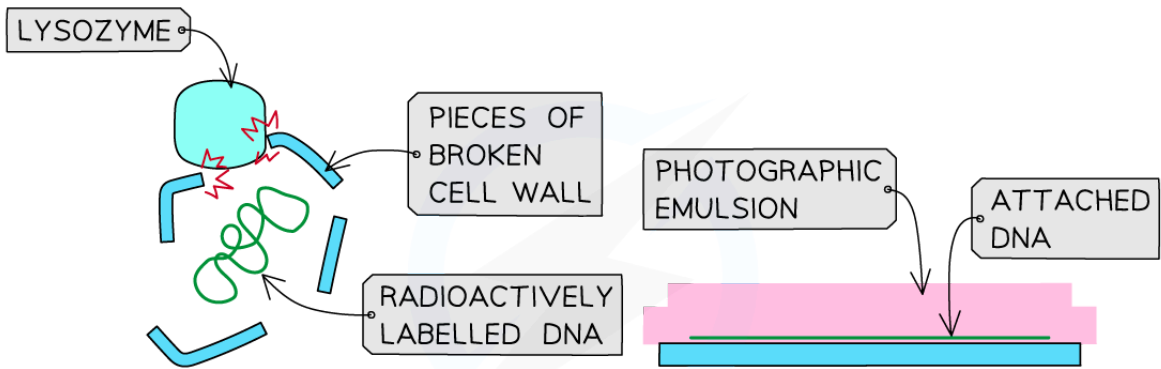 LYSOZYME
PIECES OF
BROKEN
CELL WALL
RADIOACTIVELY
LABELLED DNA
PHOTOGRAPHIC
EMULSION
ATTACHED
DNA